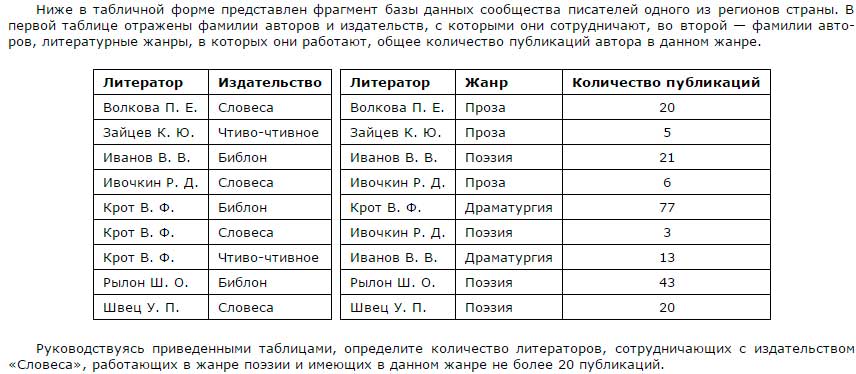 Ниже в табличной форме представлен фрагмент базы данных сообщества писателей одного из регионов страны. В
первой таблице отражены фамилии авторов и издательств, с которыми они сотрудничают, во второй — фамилии авто-
ров, литературные жанры, в которых они работают, общее количество публикаций автора в данном жанре.
Литератор Издательство Литератор Жанр Количество публикаций
Волкова П. Е. Словеса Волкова П. Е. Проза 20
Зайцев К. Ю. Чтиво-чтивное Зайцев К. Ю. Проза 5
Иванов В. В. Библон Иванов В. В. Поэзия 21
Ивочкин Р. Д. Словеса Ивочкин Р. Д. Проза 6
Крот В. Ф. Библон Крот В. Ф. Драматургия 77
Крот В. Ф. Словеса Ивочкин Р. Д. Поэзия 3
Крот В. Ф. Чтиво-чтивное Иванов В. В. Драматургия 13
Рылон Ш. О. Библон Рылон Ш. О. Поэзия 43
Швец У. П. Словеса Швец У. П. Поэзия 20
Руководствуясь приведенными таблицами, определите количество литераторов, сотрудничающих с издательством
«Словеса», работающих в жанре поэзии и имеющих в данном жанре не более 20 публикаций.